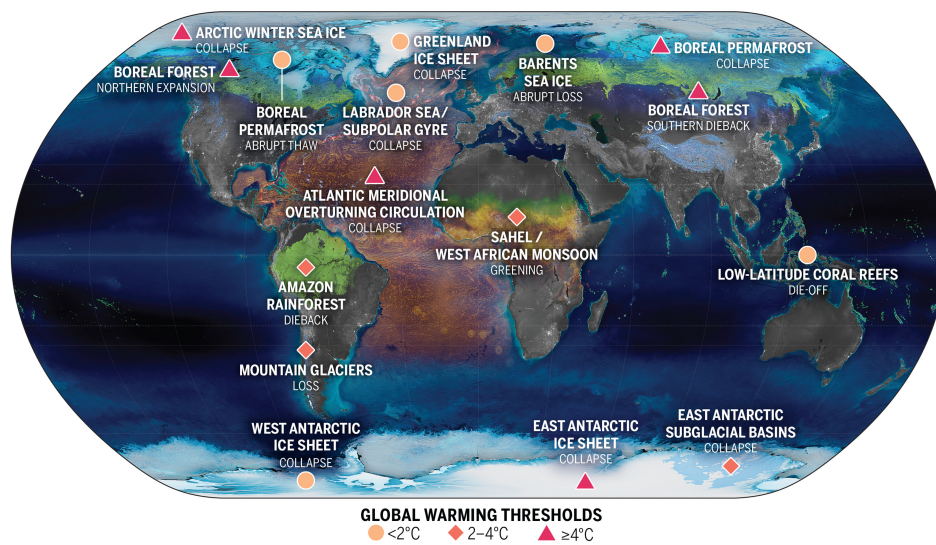 ARCTIC WINTER SEA ICE
COLLAPSE
BOREAL FOREST
NORTHERN EXPANSION
BOREAL
PERMAFROST
ABRUPT THAW
GREENLAND
ICE SHEET
COLLAPSE
LABRADOR SEA/
SUBPOLAR GYRE
COLLAPSE
BARENTS
SEA ICE
ABRUPT LOSS
BOREAL PERMAFROST
COLLAPSE
BOREAL FOREST
SOUTHERN DIEBACK
ATLANTIC MERIDIONAL
OVERTURNING CIRCULATION
COLLAPSE
SAHEL /
WEST AFRICAN MONSOON
GREENING
LOW-LATITUDE CORAL REEFS
DIE-OFF
AMAZON
RAINFOREST
DIEBACK
MOUNTAIN GLACIERS
LOSS
WEST ANTARCTIC
ICE SHEET
COLLAPSE
EAST ANTARCTIC
ICE SHEET
COLLAPSE
EAST ANTARCTIC
SUBGLACIAL BASINS
COLLAPSE
GLOBAL WARMING THRESHOLDS
<2°C 2–4°C ≥4°C